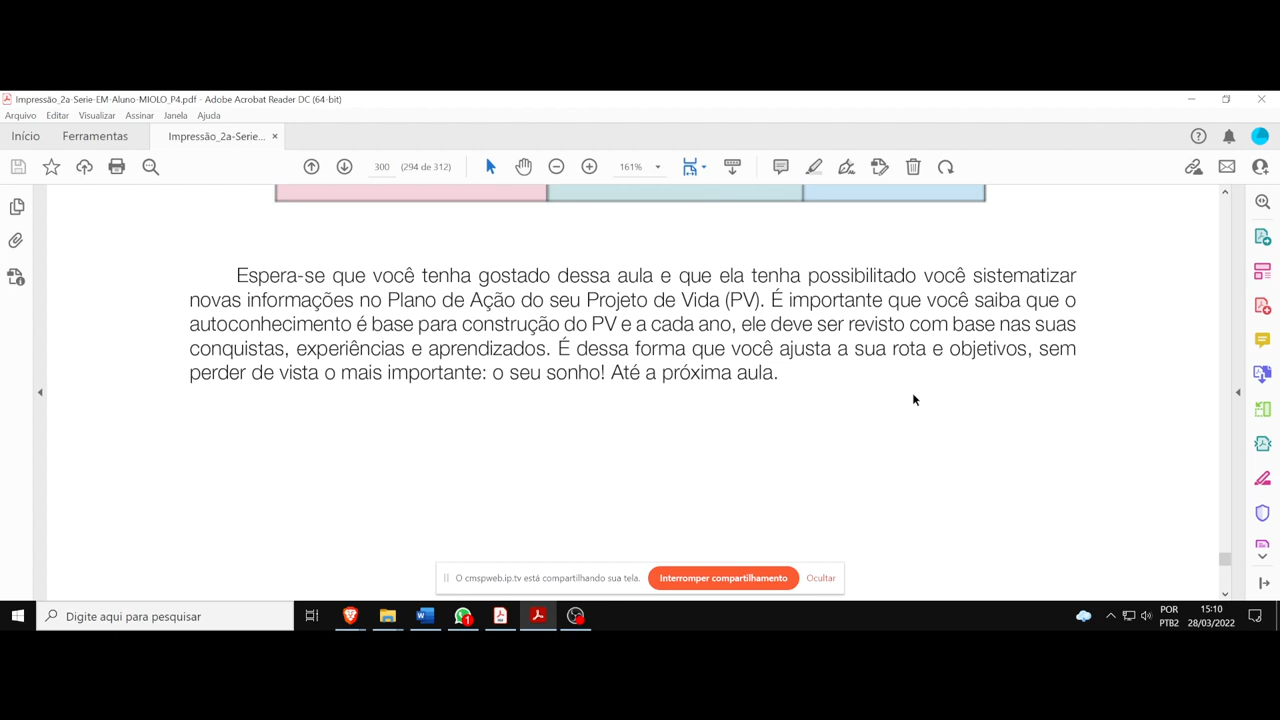 Impressão_2a-Serie-EM-Aluno-MIOLO_P4.pdf - Adobe Acrobat Reader DC (64-bit)
Arquivo Editar Visualizar Assinar Janela Ajuda
Início Ferramentas Impressão_2a-Serie... ×
300 (294 de 312) 161%
Espera-se que você tenha gostado dessa aula e que ela tenha possibilitado você sistematizar
novas informações no Plano de Ação do seu Projeto de Vida (PV). É importante que você saiba que o
autoconhecimento é base para construção do PV e a cada ano, ele deve ser revisto com base nas suas
conquistas, experiências e aprendizados. É dessa forma que você ajusta a sua rota e objetivos, sem
perder de vista o mais importante: o seu sonho! Até a próxima aula.
O cmspweb.ip.tv está compartilhando sua tela. Interromper compartilhamento Ocultar
Digite aqui para pesquisar
1
POR 15:10
PTB2 28/03/2022